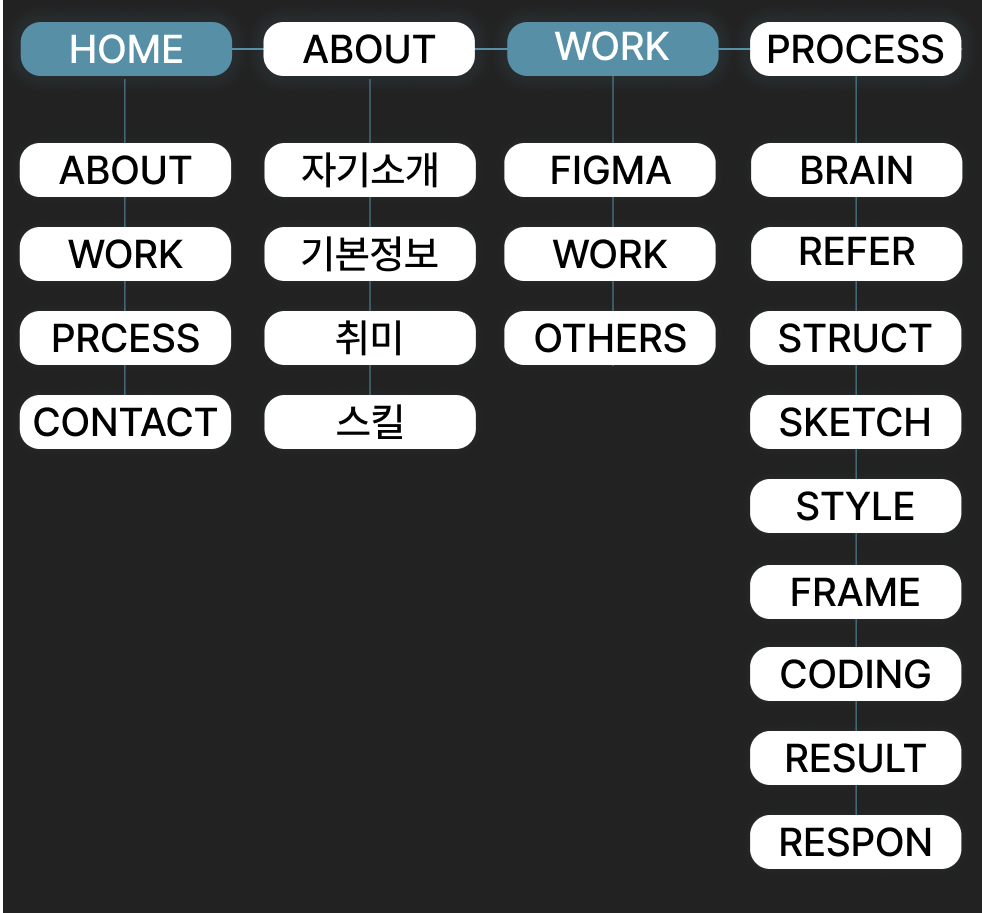 HOME
ABOUT
WORK
PROCESS
ABOUT
자기소개
FIGMA
BRAIN
WORK
기본정보
WORK
REFER
PRCESS
취미
OTHERS
STRUCT
CONTACT
스킬
SKETCH
STYLE
FRAME
CODING
RESULT
RESPON